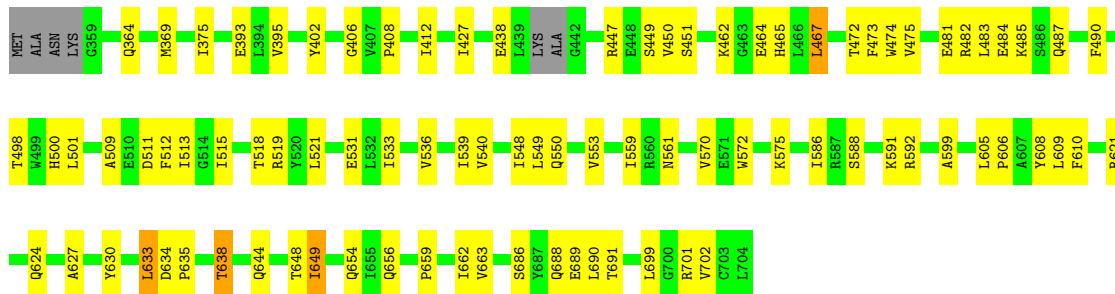 MET ALA ASN LYS G359 Q364 M369 I375 E393 L394 V395 Y402 G406 V407 P408 I412 I427 E438 L439 LYS ALA G442 R447 E448 S449 V450 S451 K462 G463 E464 H465 L466 L467 T472 F473 W474 V475 E481 R482 L483 E484 K485 S486 Q487 F490
T498 W499 H500 L501 A509 E510 D511 F512 I513 G514 I515 T518 R519 Y520 L521 E531 L532 I533 V536 I539 V540 I548 L549 Q550 V553 I559 R560 N561 V570 E571 W572 K575 I586 R587 S588 K591 R592 A599 L605 P606 A607 Y608 L609 F610
Q624 A627 Y630 L633 D634 P635 T638 Q644 T648 I649 Q654 I655 Q656 P659 I662 V663 S686 Y687 Q688 E689 L690 T691 L699 G700 R701 V702 C703 L704